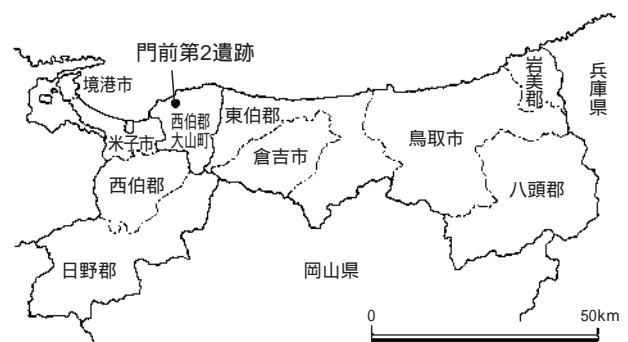 門前第2遺跡
境港市
岩美郡
兵庫県
西伯郡
大山町
東伯郡
米子市
倉吉市
鳥取市
西伯郡
八頭郡
日野郡
岡山県
0
50km